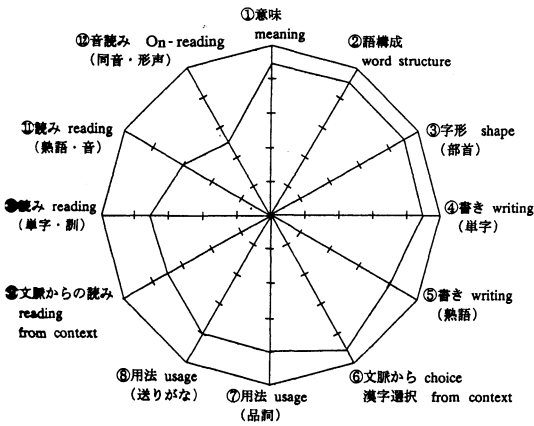 ①意味
meaning
②語構成
word structure
③字形 shape
(部首)
④書き writing
(単字)
⑤書き writing
(熟語)
⑥文脈から choice
漢字選択 from context
⑦用法 usage
(品詞)
⑧用法 usage
(送りがな)
文脈からの読み
reading
from context
読み reading
(単字・訓)
⑪読み reading
(熟語・音)
⑫音読み On-reading
(同音・形声)